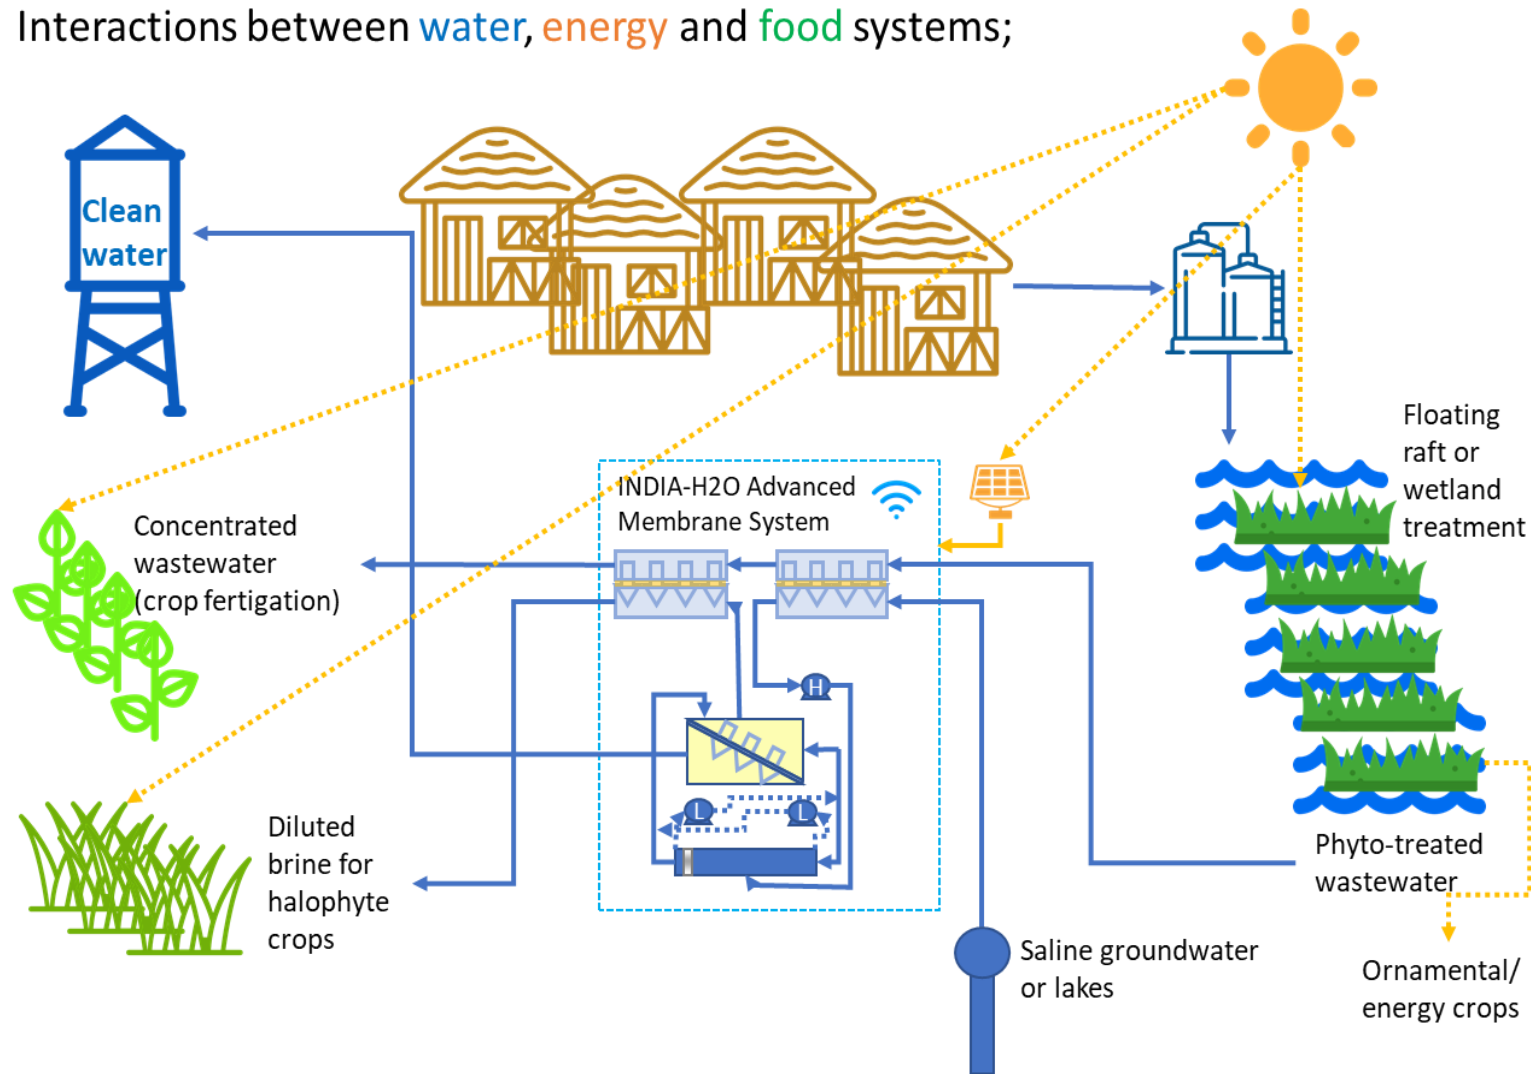 Interactions between water, energy and food systems;
Clean
water
Floating
raft or
wetland
treatment
INDIA-H2O Advanced
Membrane System
Concentrated
wastewater
(crop fertigation)
H
L
L
Diluted
brine for
halophyte
crops
Phyto-treated
wastewater
Saline groundwater
or lakes
Ornamental/
energy crops